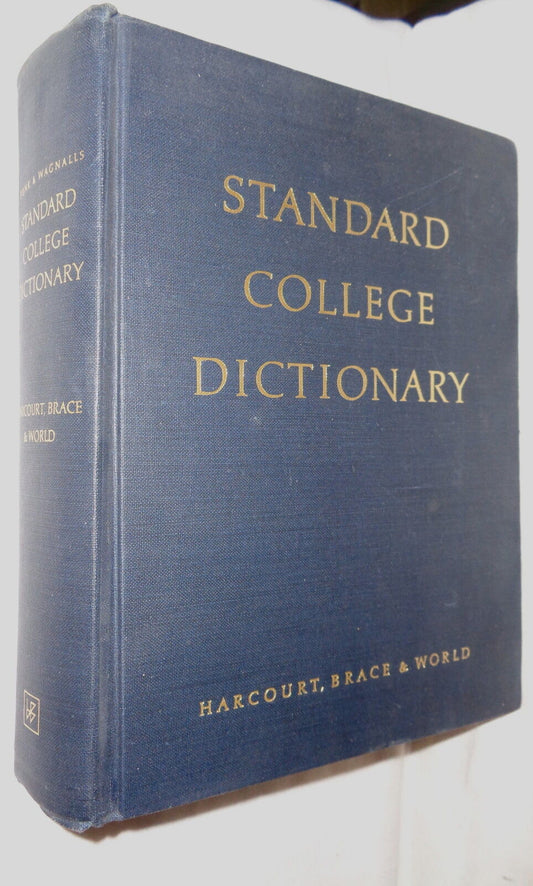 & WAGNALLS
STANDARD
COLLEGE
DICTIONARY
HARCOURT, BRACE
& WORLD
STANDARD
COLLEGE
DICTIONARY
HARCOURT, BRACE & WORLD